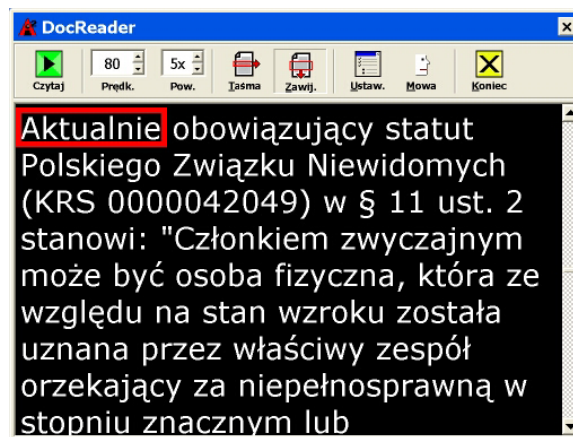 DocReader
80 5x
Czytaj Prędk. Pow. Taśma Zawij. Ustaw. Mowa Koniec
Aktualnie obowiązujący statut
Polskiego Związku Niewidomych
(KRS 0000042049) w § 11 ust. 2
stanowi: "Członkiem zwyczajnym
może być osoba fizyczna, która ze
względu na stan wzroku została
uznana przez właściwy zespół
orzekający za niepełnosprawną w
stopniu znacznym lub